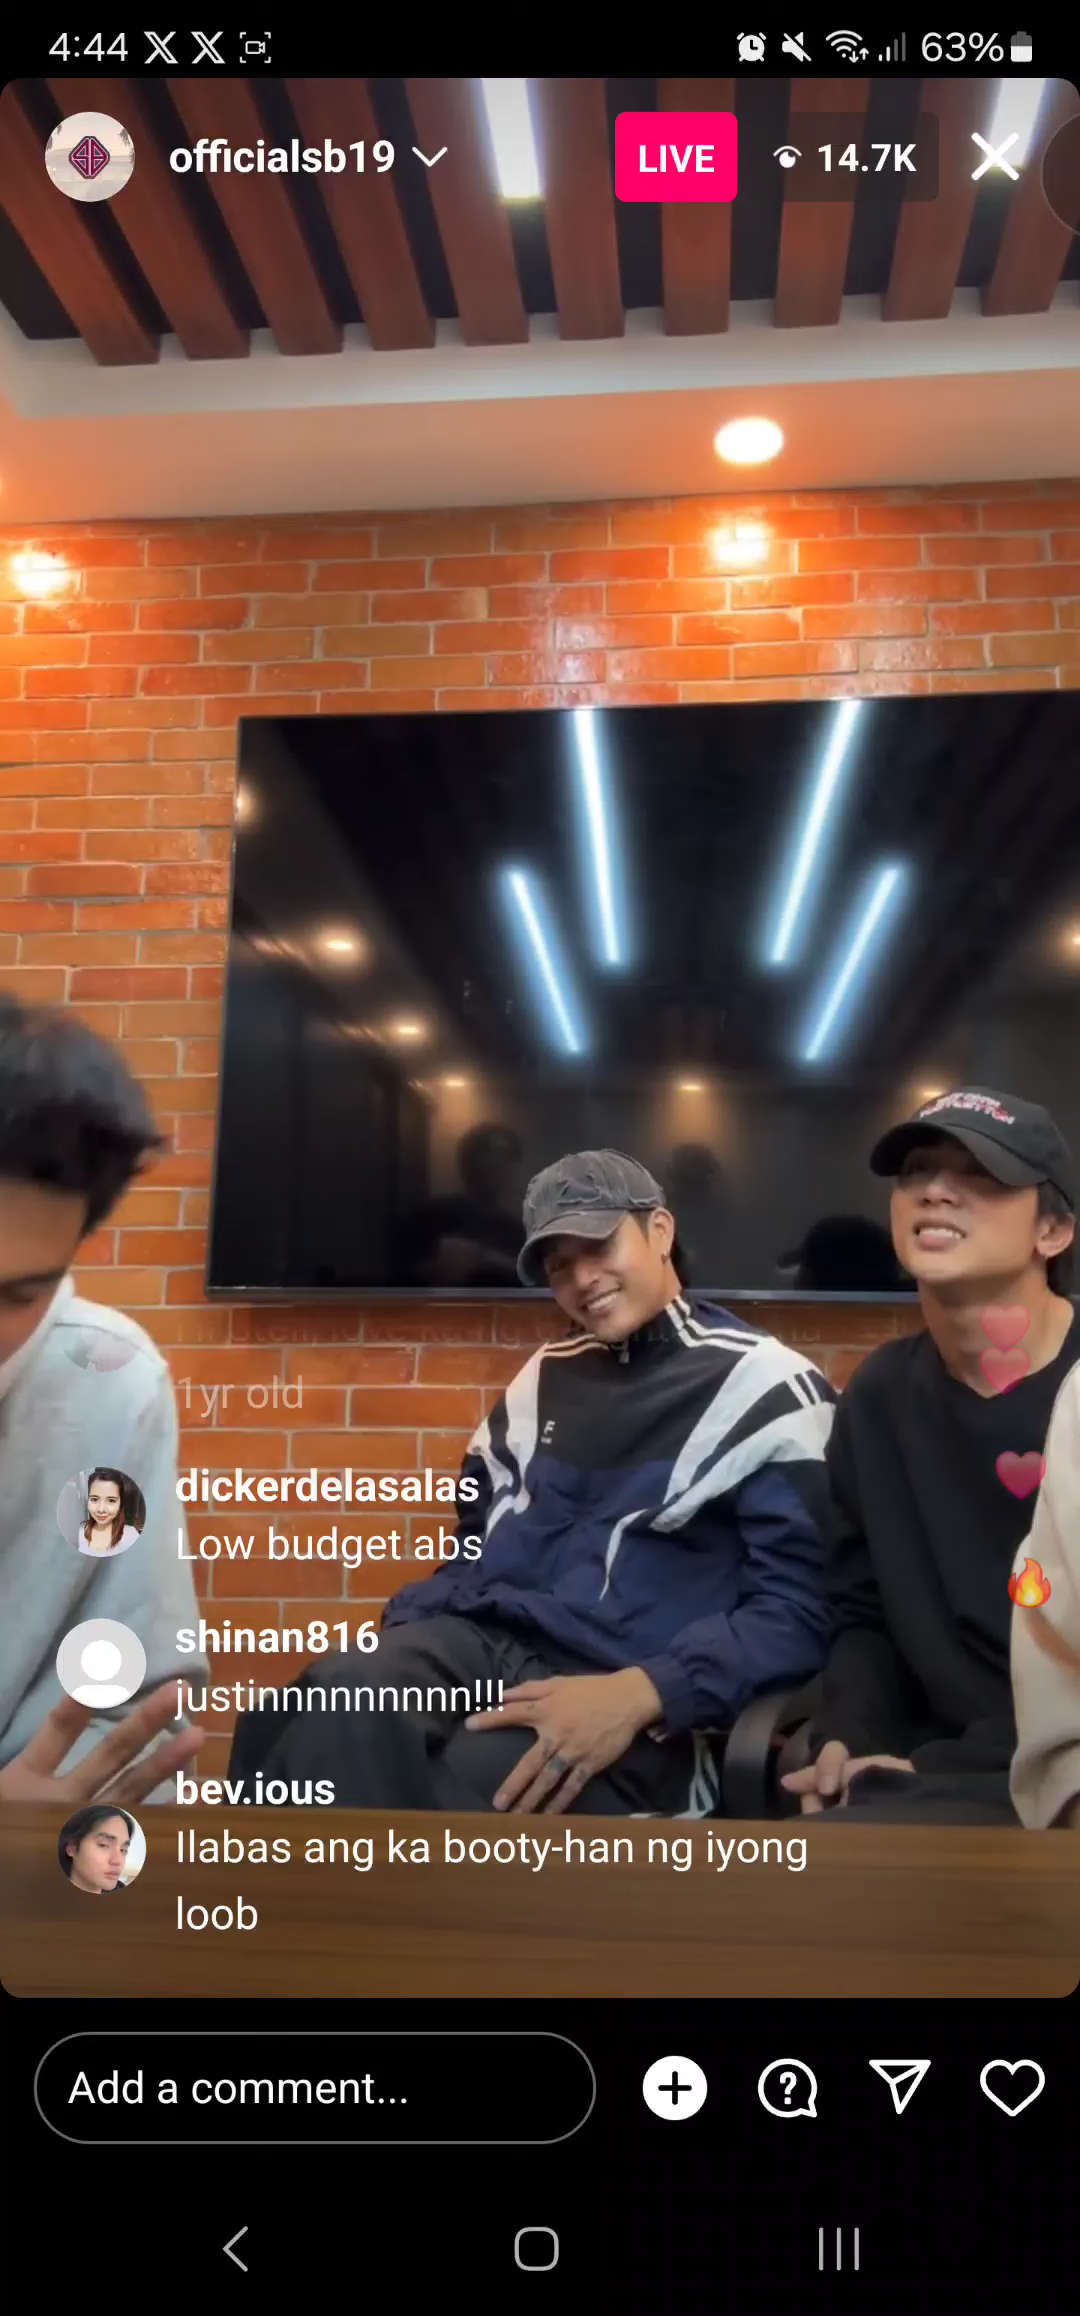 4:44
63%
officialsb19
LIVE
14.7K
1yr old
dickerdelasalas
Low budget abs
shinan816
justinnnnnnnnn!!!
bev.ious
Ilabas ang ka booty-han ng iyong
loob
Add a comment...